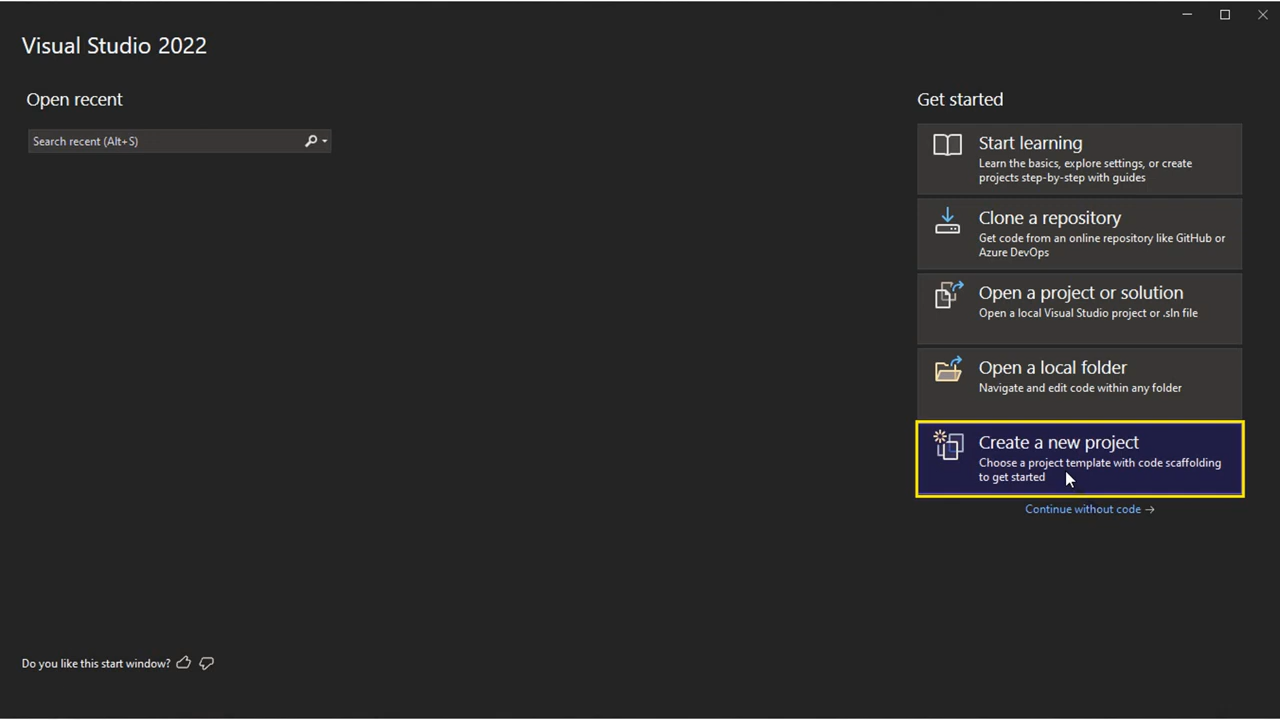 Visual Studio 2022
Open recent
Search recent (Alt+S)
Get started
Start learning
Learn the basics, explore settings, or create
projects step-by-step with guides
Clone a repository
Get code from an online repository like GitHub or
Azure DevOps
Open a project or solution
Open a local Visual Studio project or .sln file
Open a local folder
Navigate and edit code within any folder
Create a new project
Choose a project template with code scaffolding
to get started
Continue without code →
Do you like this start window?